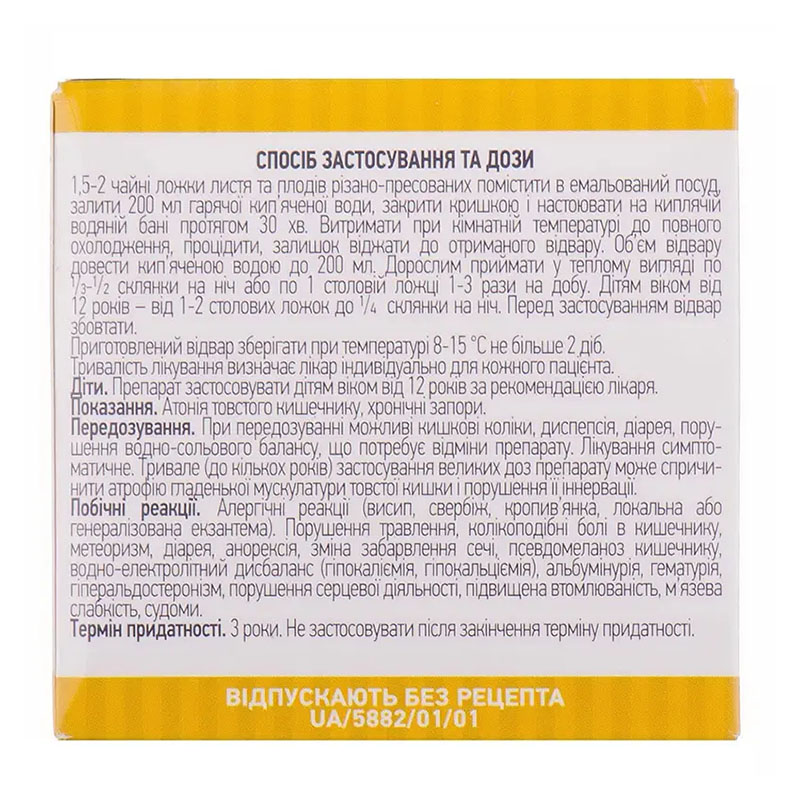 СПОСІБ ЗАСТОСУВАННЯ ТА ДОЗИ
1,5-2 чайні ложки листя та плодів різано-пресованих помістити в емальований посуд,
залити 200 мл гарячої кип'яченої води, закрити кришкою і настоювати на киплячій
водяній бані протягом 30 хв. Витримати при кімнатній температурі до повного
охолодження, процідити, залишок віджати до отриманого відвару. Об'єм відвару
довести кип'яченою водою до 200 мл. Дорослим приймати у теплому вигляді по
⅓-½ склянки на ніч або по 1 столовій ложці 1-3 рази на добу. Дітям віком від
12 років – від 1-2 столових ложок до ¼ склянки на ніч. Перед застосуванням відвар
збовтати.
Приготовлений відвар зберігати при температурі 8-15 °С не більше 2 діб.
Тривалість лікування визначає лікар індивідуально для кожного пацієнта.
Діти. Препарат застосовувати дітям віком від 12 років за рекомендацією лікаря.
Показання. Атонія товстого кишечнику, хронічні запори.
Передозування. При передозуванні можливі кишкові коліки, диспепсія, діарея, пору-
шення водно-сольового балансу, що потребує відміни препарату. Лікування симпто-
матичне. Тривале (до кількох років) застосування великих доз препарату може спричи-
нити атрофію гладенької мускулатури товстої кишки і порушення її іннервації.
Побічні реакції. Алергічні реакції (висип, свербіж, кропив'янка, локальна або
генералізована екзантема). Порушення травлення, колікоподібні болі в кишечнику,
метеоризм, діарея, анорексія, зміна забарвлення сечі, псевдомеланоз кишечнику,
водно-електролітний дисбаланс (гіпокаліємія, гіпокальціємія), альбумінурія, гематурія,
гіперальдостеронізм, порушення серцевої діяльності, підвищена втомлюваність, м'язева
слабкість, судоми.
Термін придатності. 3 роки. Не застосовувати після закінчення терміну придатності.
ВІДПУСКАЮТЬ БЕЗ РЕЦЕПТА
UA/5882/01/01